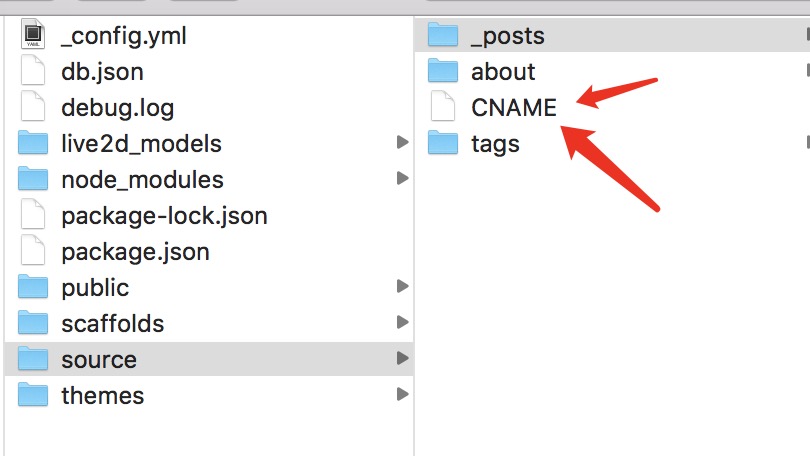 _config.yml
db.json
debug.log
live2d_models
node_modules
package-lock.json
package.json
public
scaffolds
source
themes
_posts
about
CNAME
tags